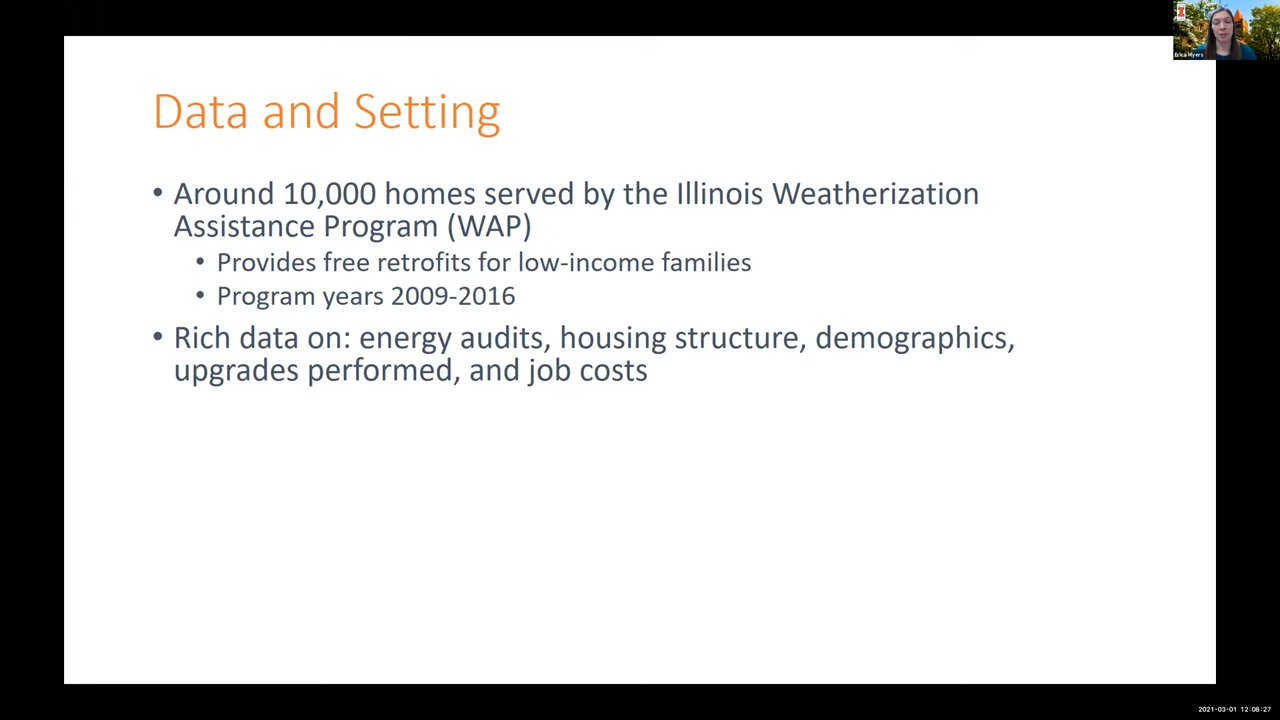 Data and Setting
• Around 10,000 homes served by the Illinois Weatherization
Assistance Program (WAP)
• Provides free retrofits for low-income families
• Program years 2009-2016
• Rich data on: energy audits, housing structure, demographics,
upgrades performed, and job costs
Erica Myers
2021-03-01 12:08:27